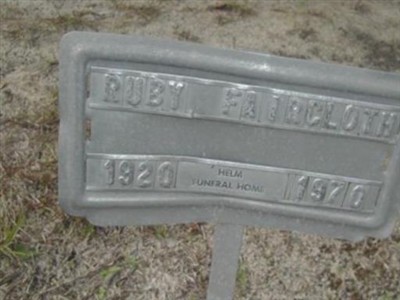 RUBY FAIRCLOTH
1920 HELM 1970
FUNERAL HOME